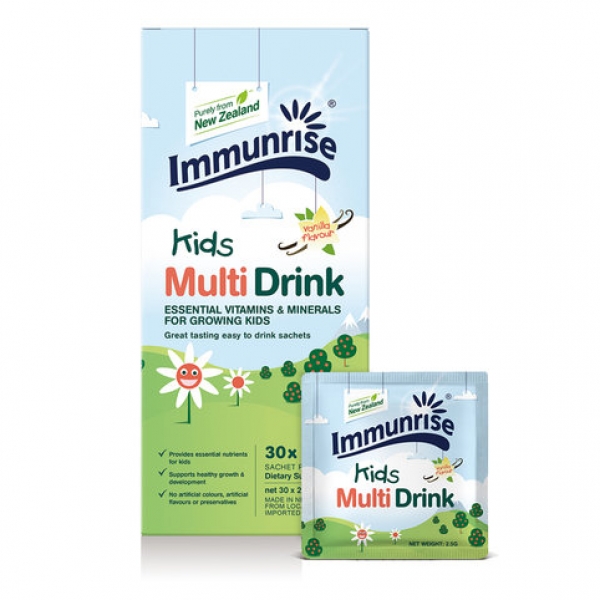 Purely from
New Zealand
Immunrise®
vanilla
flavour
Kids
Multi Drink
ESSENTIAL VITAMINS & MINERALS
FOR GROWING KIDS
Great tasting easy to drink sachets
Provides essential nutrients
for kids
Supports healthy growth &
development
No artificial colours, artificial
flavours or preservatives
30x
SACHET
Dietary
net 30 x 2
MADE IN
FROM
IMPORTED
Purely from
New Zealand
Immunrise®
Vanilla
flavour
Kids
Multi Drink
NET WEIGHT: 2.5G